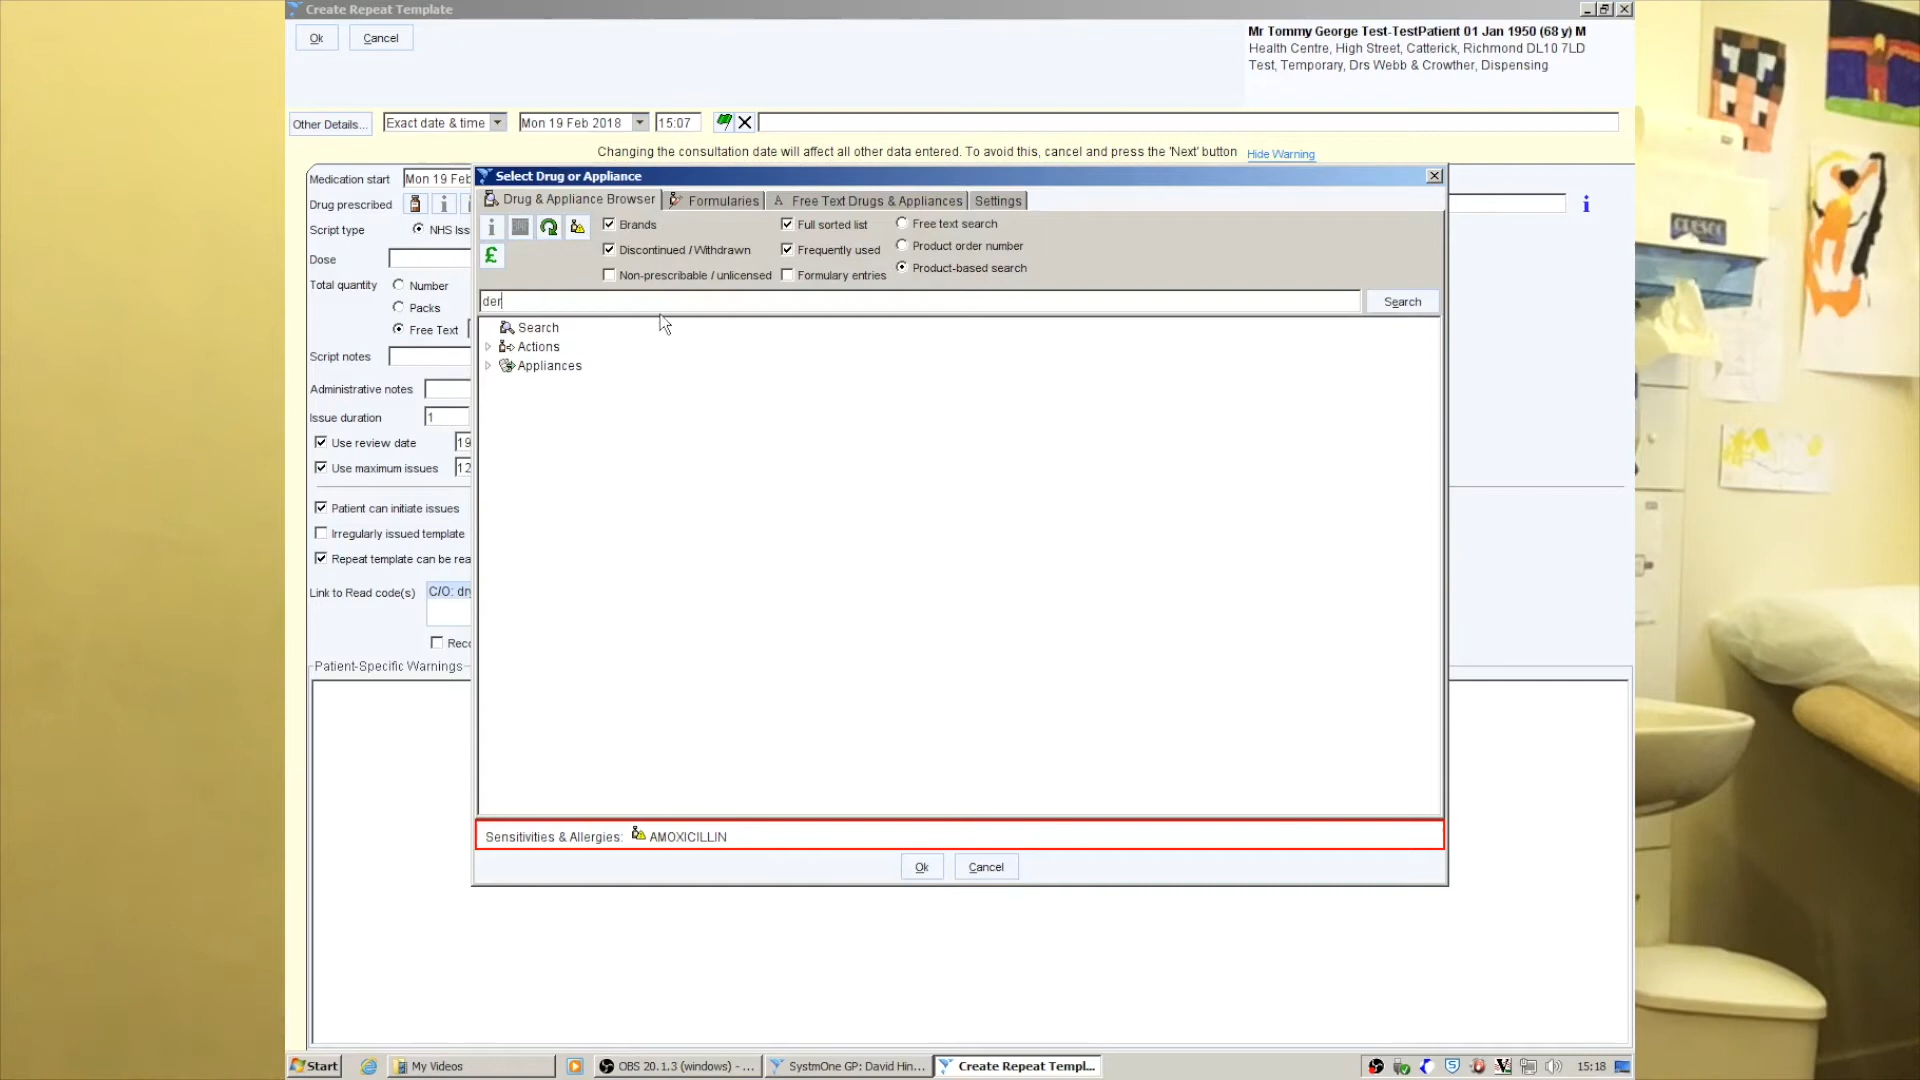 Create Repeat Template
Ok Cancel
Mr Tommy George Test-TestPatient 01 Jan 1950 (68 y) M
Health Centre, High Street, Catterick, Richmond DL10 7LD
Test, Temporary, Drs Webb & Crowther, Dispensing
Other Details... Exact date & time Mon 19 Feb 2018 15:07
Changing the consultation date will affect all other data entered. To avoid this, cancel and press the 'Next' button Hide Warning
Medication start Mon 19 Feb
Drug prescribed
Script type NHS Iss
Dose
Total quantity Number
Packs
Free Text
Script notes
Administrative notes
Issue duration 1
Use review date 19
Use maximum issues 12
Patient can initiate issues
Irregularly issued template
Repeat template can be rea
Link to Read code(s) C/O: dry
Reco
Patient-Specific Warnings
Select Drug or Appliance
Drug & Appliance Browser Formularies Free Text Drugs & Appliances Settings
Brands Full sorted list Free text search
Discontinued / Withdrawn Frequently used Product order number
Non-prescribable / unlicensed Formulary entries Product-based search
der Search
Search
Actions
Appliances
Sensitivities & Allergies: AMOXICILLIN
Ok Cancel
Start My Videos OBS 20.1.3 (windows) - ... SystmOne GP: David Hin... Create Repeat Templ... 15:18